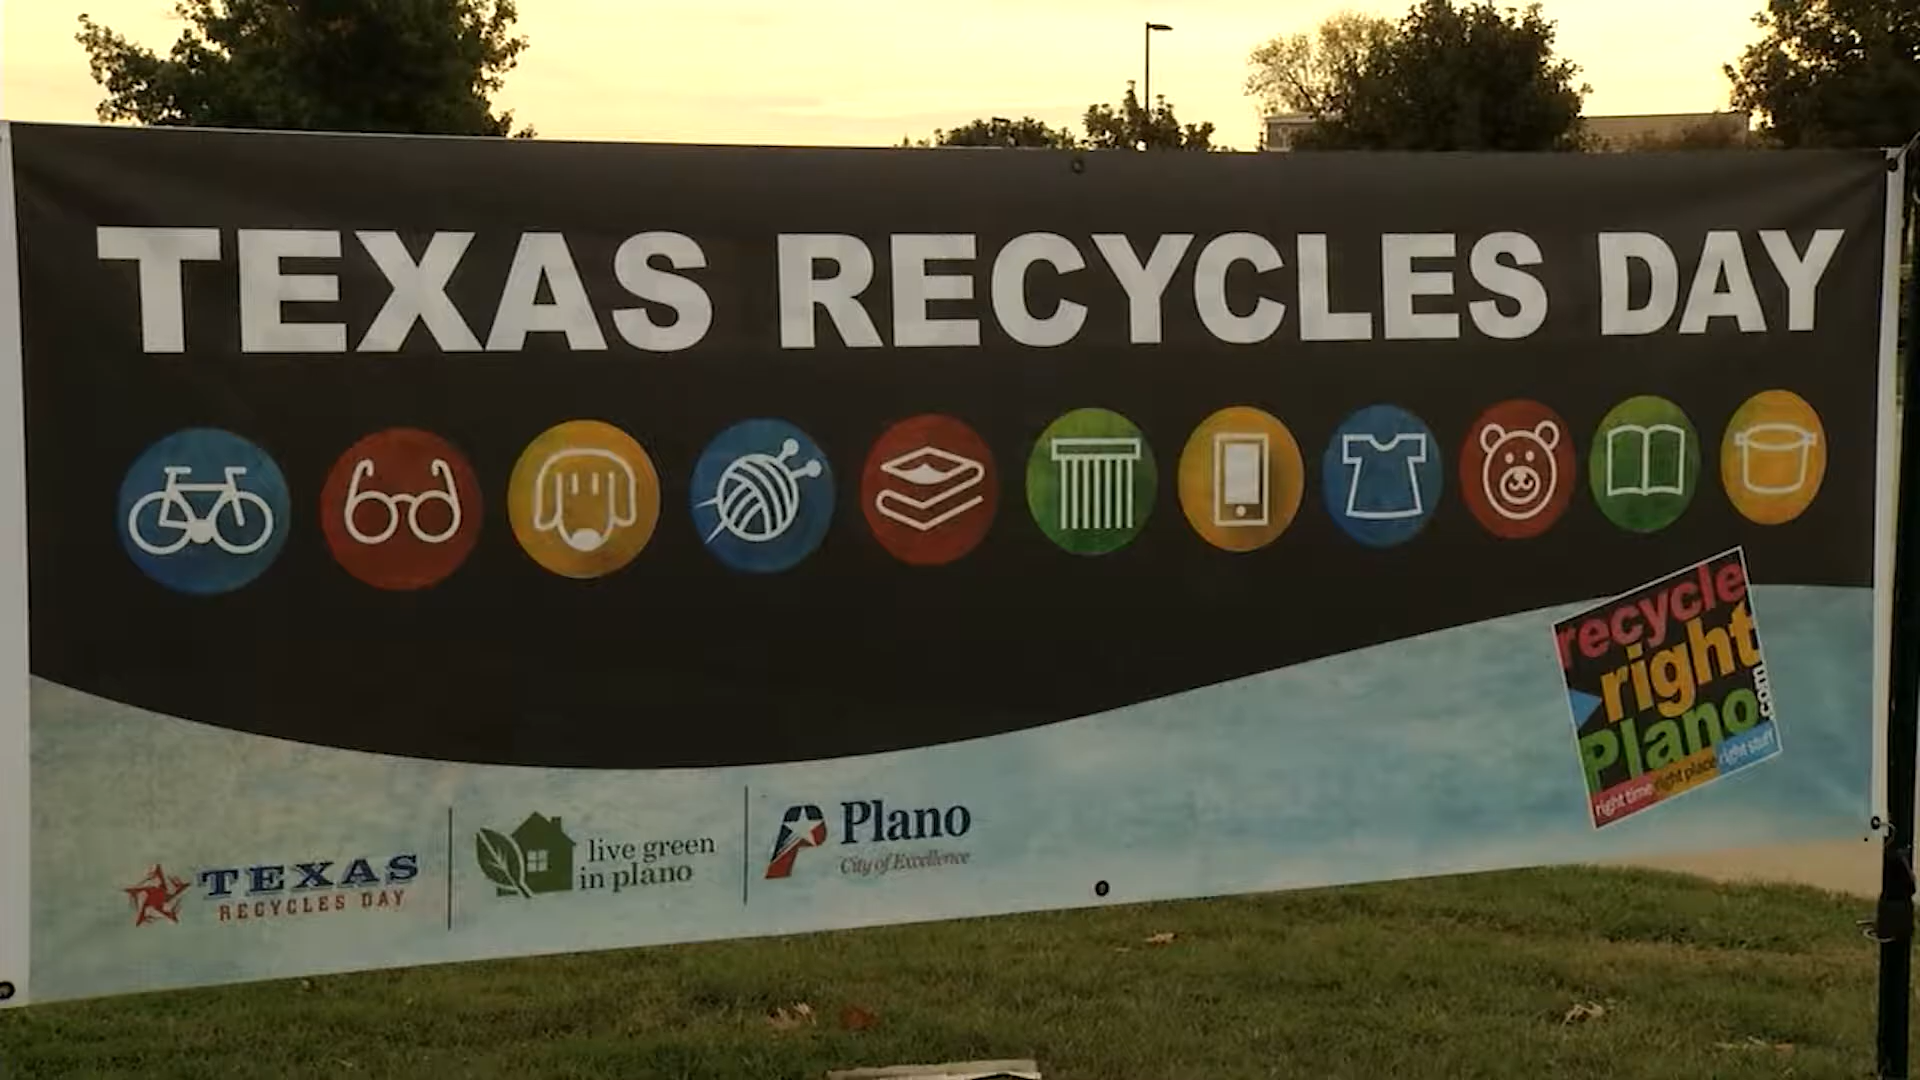 TEXAS RECYCLES DAY
recycle
right
Plano.com
right time right place right stuff
TEXAS
RECYCLES DAY
live green
in plano
Plano
City of Excellence